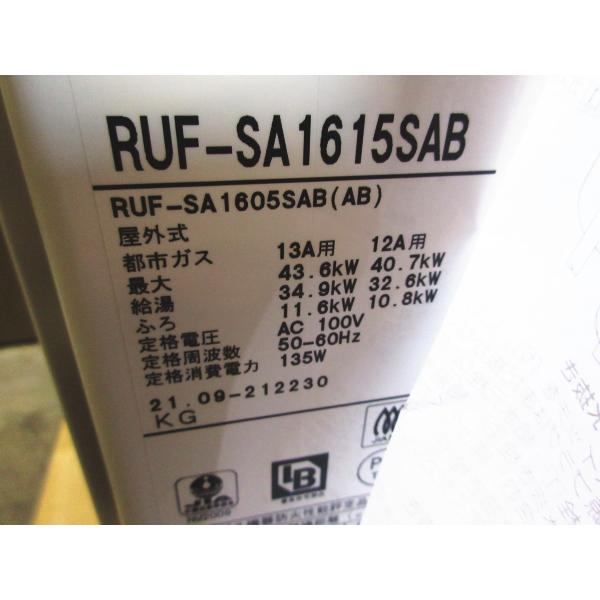 RUF-SA1615SAB
RUF-SA1605SAB(AB)
屋外式
都市ガス 13A用 12A用
最大 43.6kW 40.7kW
給湯 34.9kW 32.6kW
ふろ 11.6kW 10.8kW
定格電圧 AC 100V
定格周波数 50-60Hz
定格消費電力 135W
21.09-212230
KG